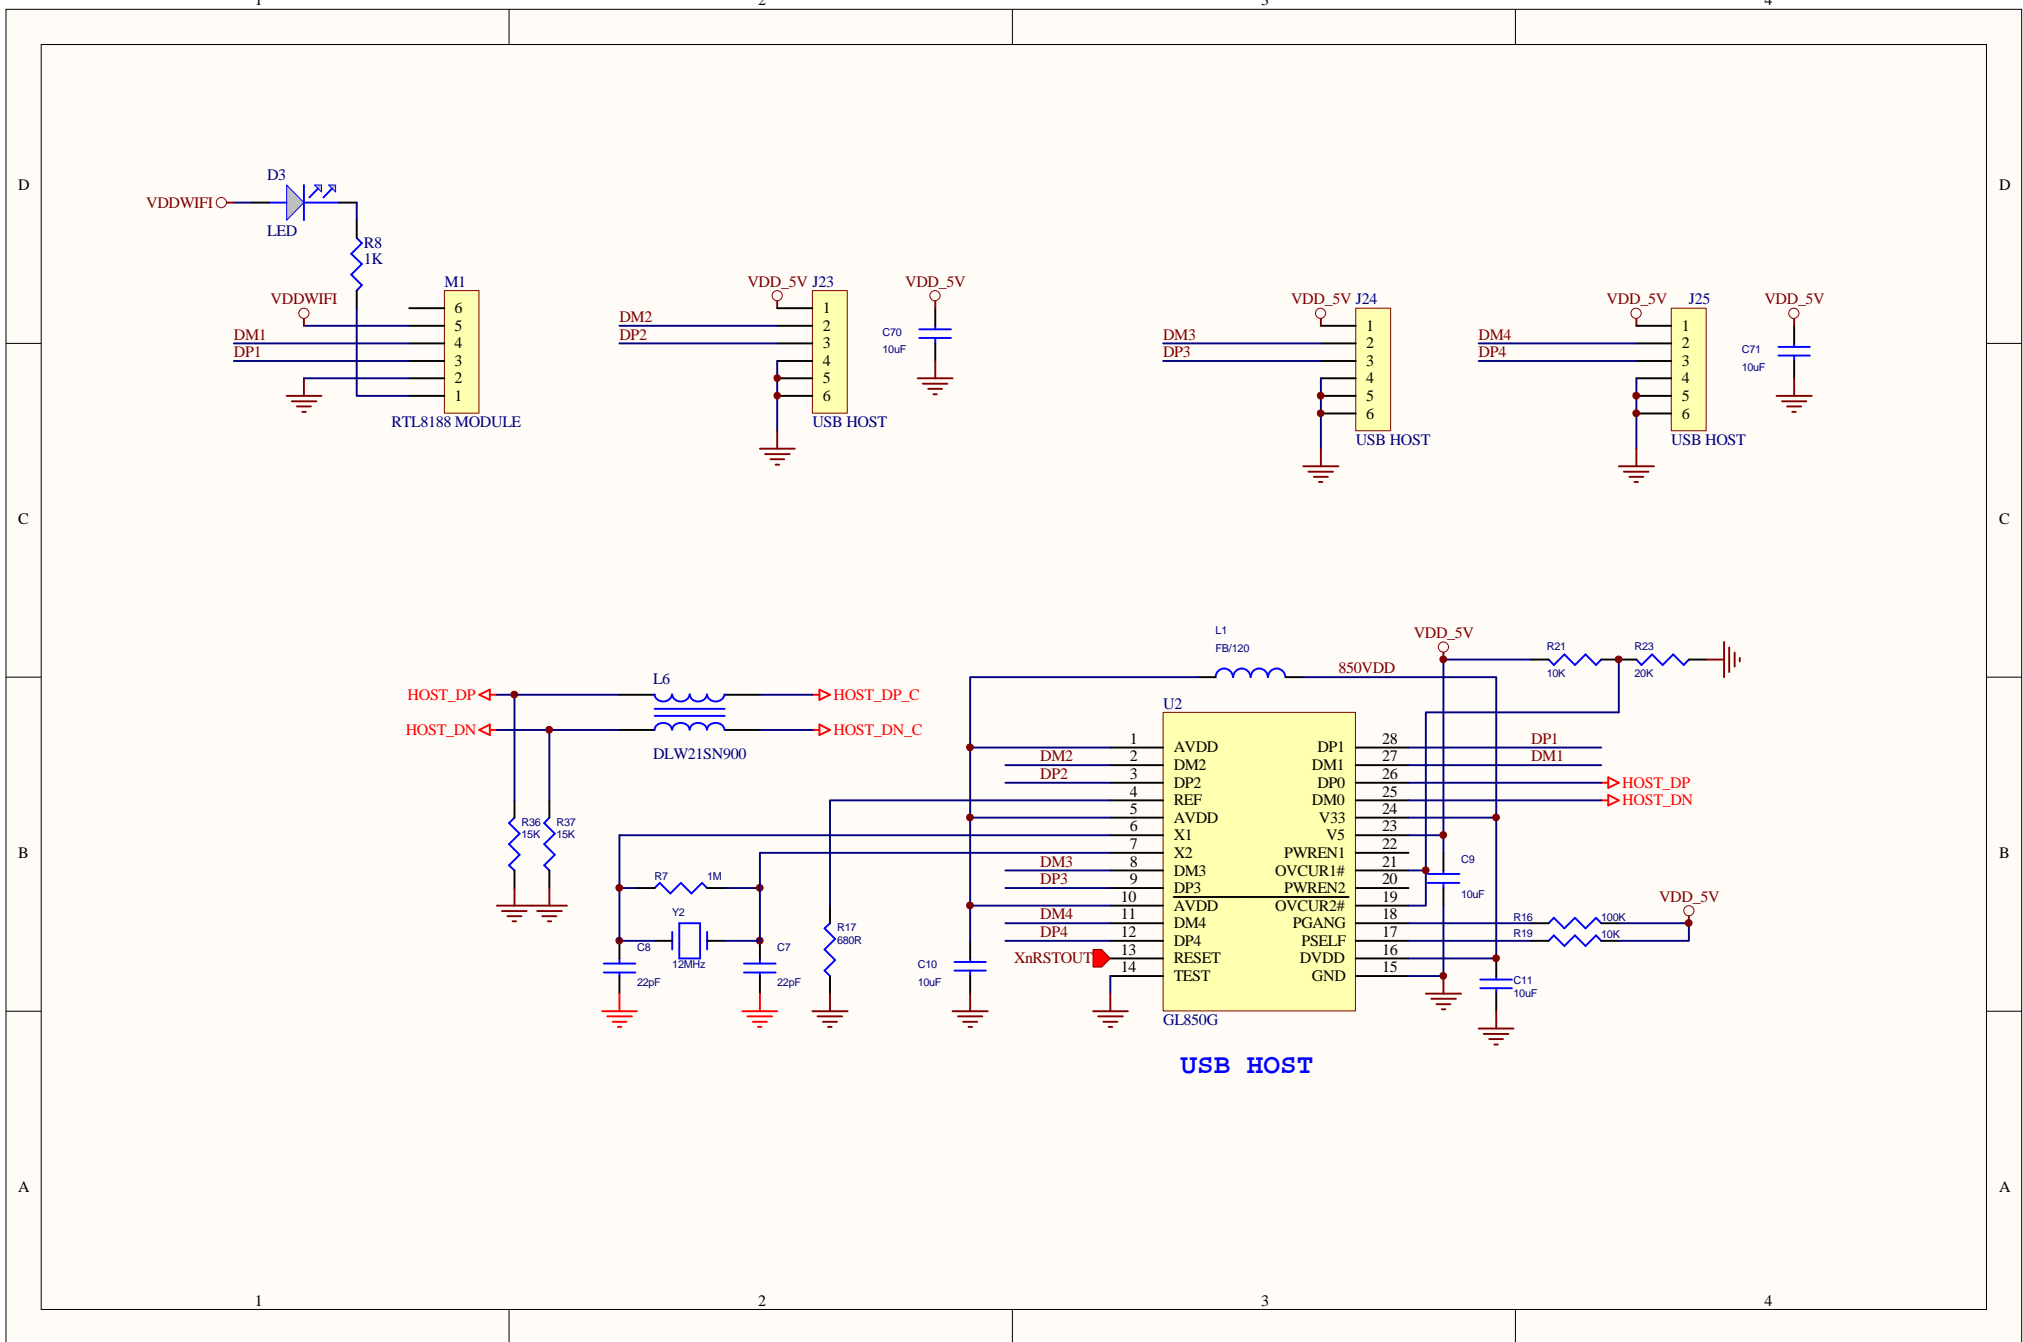 1
2
3
4
D
D
D3
VDDWIFI
LED
R8
1K
VDDWIFI
M1
6
5
4
3
2
1
DM1
DP1
RTL8188 MODULE
VDD_5V
J23
DM2
DP2
1
2
3
4
5
6
USB HOST
VDD_5V
C70
10uF
VDD_5V
J24
DM3
DP3
1
2
3
4
5
6
USB HOST
VDD_5V
J25
DM4
DP4
1
2
3
4
5
6
USB HOST
VDD_5V
C71
10uF
C
C
L1
FB/120
850VDD
VDD_5V
R21
10K
R23
20K
L6
HOST_DP
HOST_DP_C
HOST_DN
HOST_DN_C
DLW21SN900
R36
15K
R37
15K
R7
1M
Y2
12MHz
C8
22pF
C7
22pF
R17
680R
C10
10uF
U2
1 AVDD DP1 28 DP1
DM2 2 DM2 DM1 27 DM1
DP2 3 DP2 DP0 26 HOST_DP
4 REF DM0 25 HOST_DN
5 AVDD V33 24
6 X1 V5 23
7 X2 PWREN1 22
DM3 8 DM3 OVCUR1# 21
DP3 9 DP3 PWREN2 20
10 AVDD OVCUR2# 19
DM4 11 DM4 PGANG 18
DP4 12 DP4 PSELF 17
XnRSTOUT 13 RESET DVDD 16
14 TEST GND 15
GL850G
C9
10uF
VDD_5V
R16
100K
R19
10K
C11
10uF
USB HOST
B
B
A
A
1
2
3
4